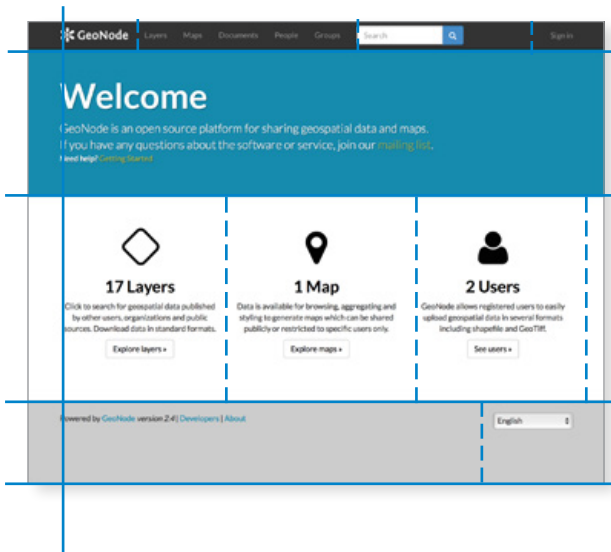 GeoNode Layers Maps Documents People Groups Search Sign in
Welcome
GeoNode is an open source platform for sharing geospatial data and maps.
If you have any questions about the software or service, join our mailing list.
Need help? Getting Started
17 Layers
Click to search for geospatial data published
by other users, organizations and public
sources. Download data in standard formats.
Explore layers »
1 Map
Data is available for browsing, aggregating and
styling to generate maps which can be shared
publicly or restricted to specific users only.
Explore maps »
2 Users
GeoNode allows registered users to easily
upload geospatial data in several formats
including shapefile and GeoTiff.
See users »
Powered by GeoNode version 2.4 | Developers | About
English